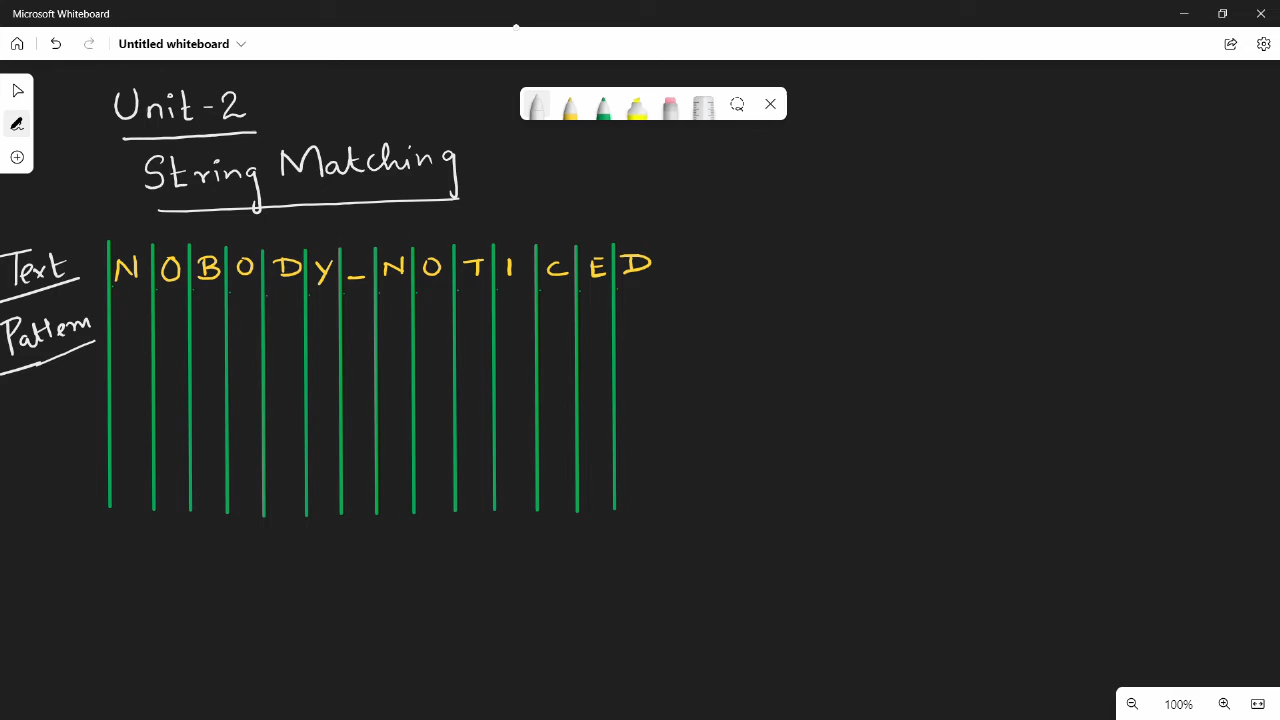 Microsoft Whiteboard
Untitled whiteboard
Unit-2
String Matching
Text N O B O D Y _ N O T I C E D
Pattern
100%